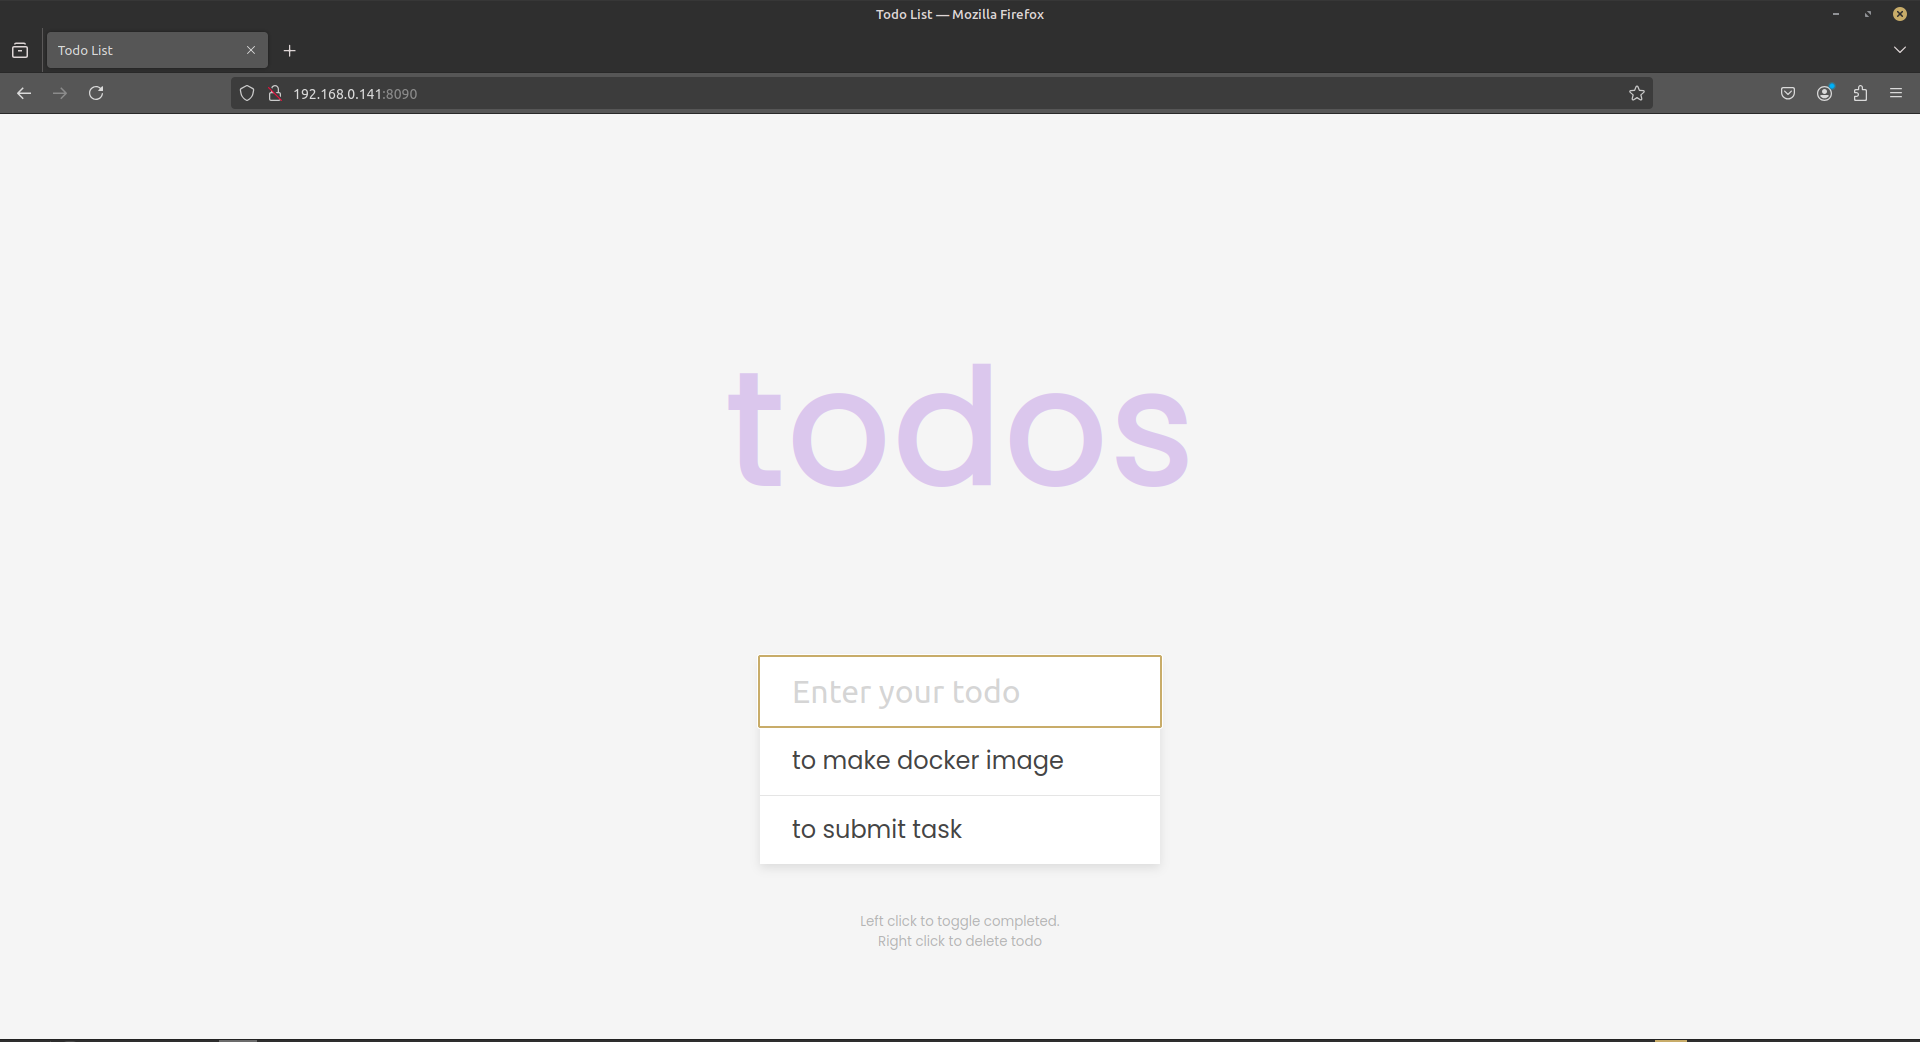 Todo List — Mozilla Firefox
Todo List
192.168.0.141:8090
todos
Enter your todo
to make docker image
to submit task
Left click to toggle completed.
Right click to delete todo